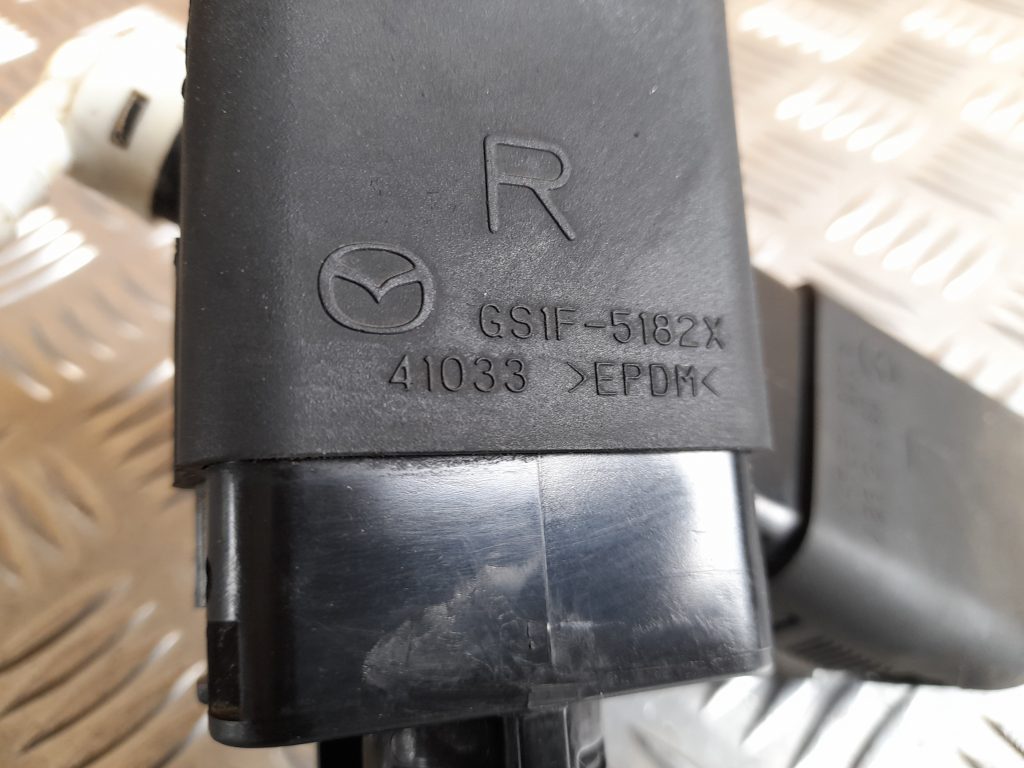 R
GS1F-5182X
41033 >EPDM<